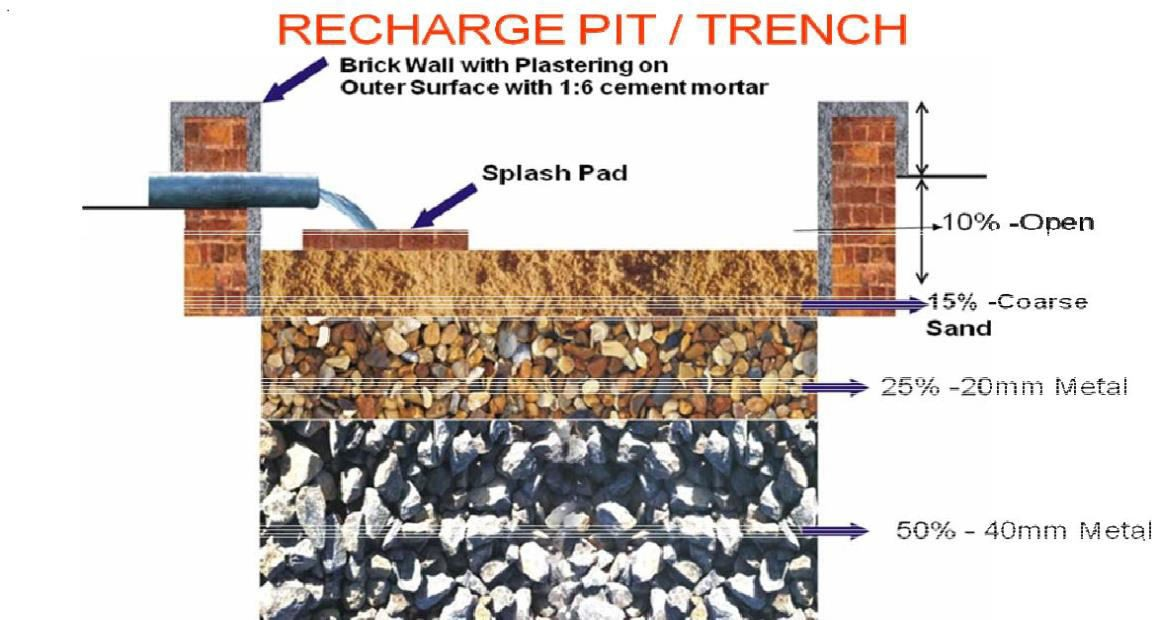 RECHARGE PIT / TRENCH
Brick Wall with Plastering on
Outer Surface with 1:6 cement mortar
Splash Pad
10% -Open
15% -Coarse
Sand
25% -20mm Metal
50% - 40mm Metal